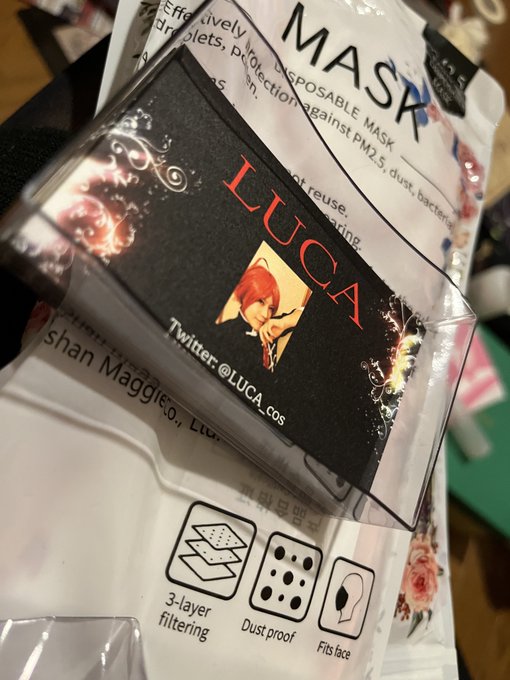 MASK
DISPOSABLE MASK
Effectively protection against PM2.5, dust, bacteria
droplets, pollen.
not reuse.
LUCA
Twitter: @LUCA_cos
shan Maggie Co., Ltd.
3-layer
filtering
Dust proof
Fits face